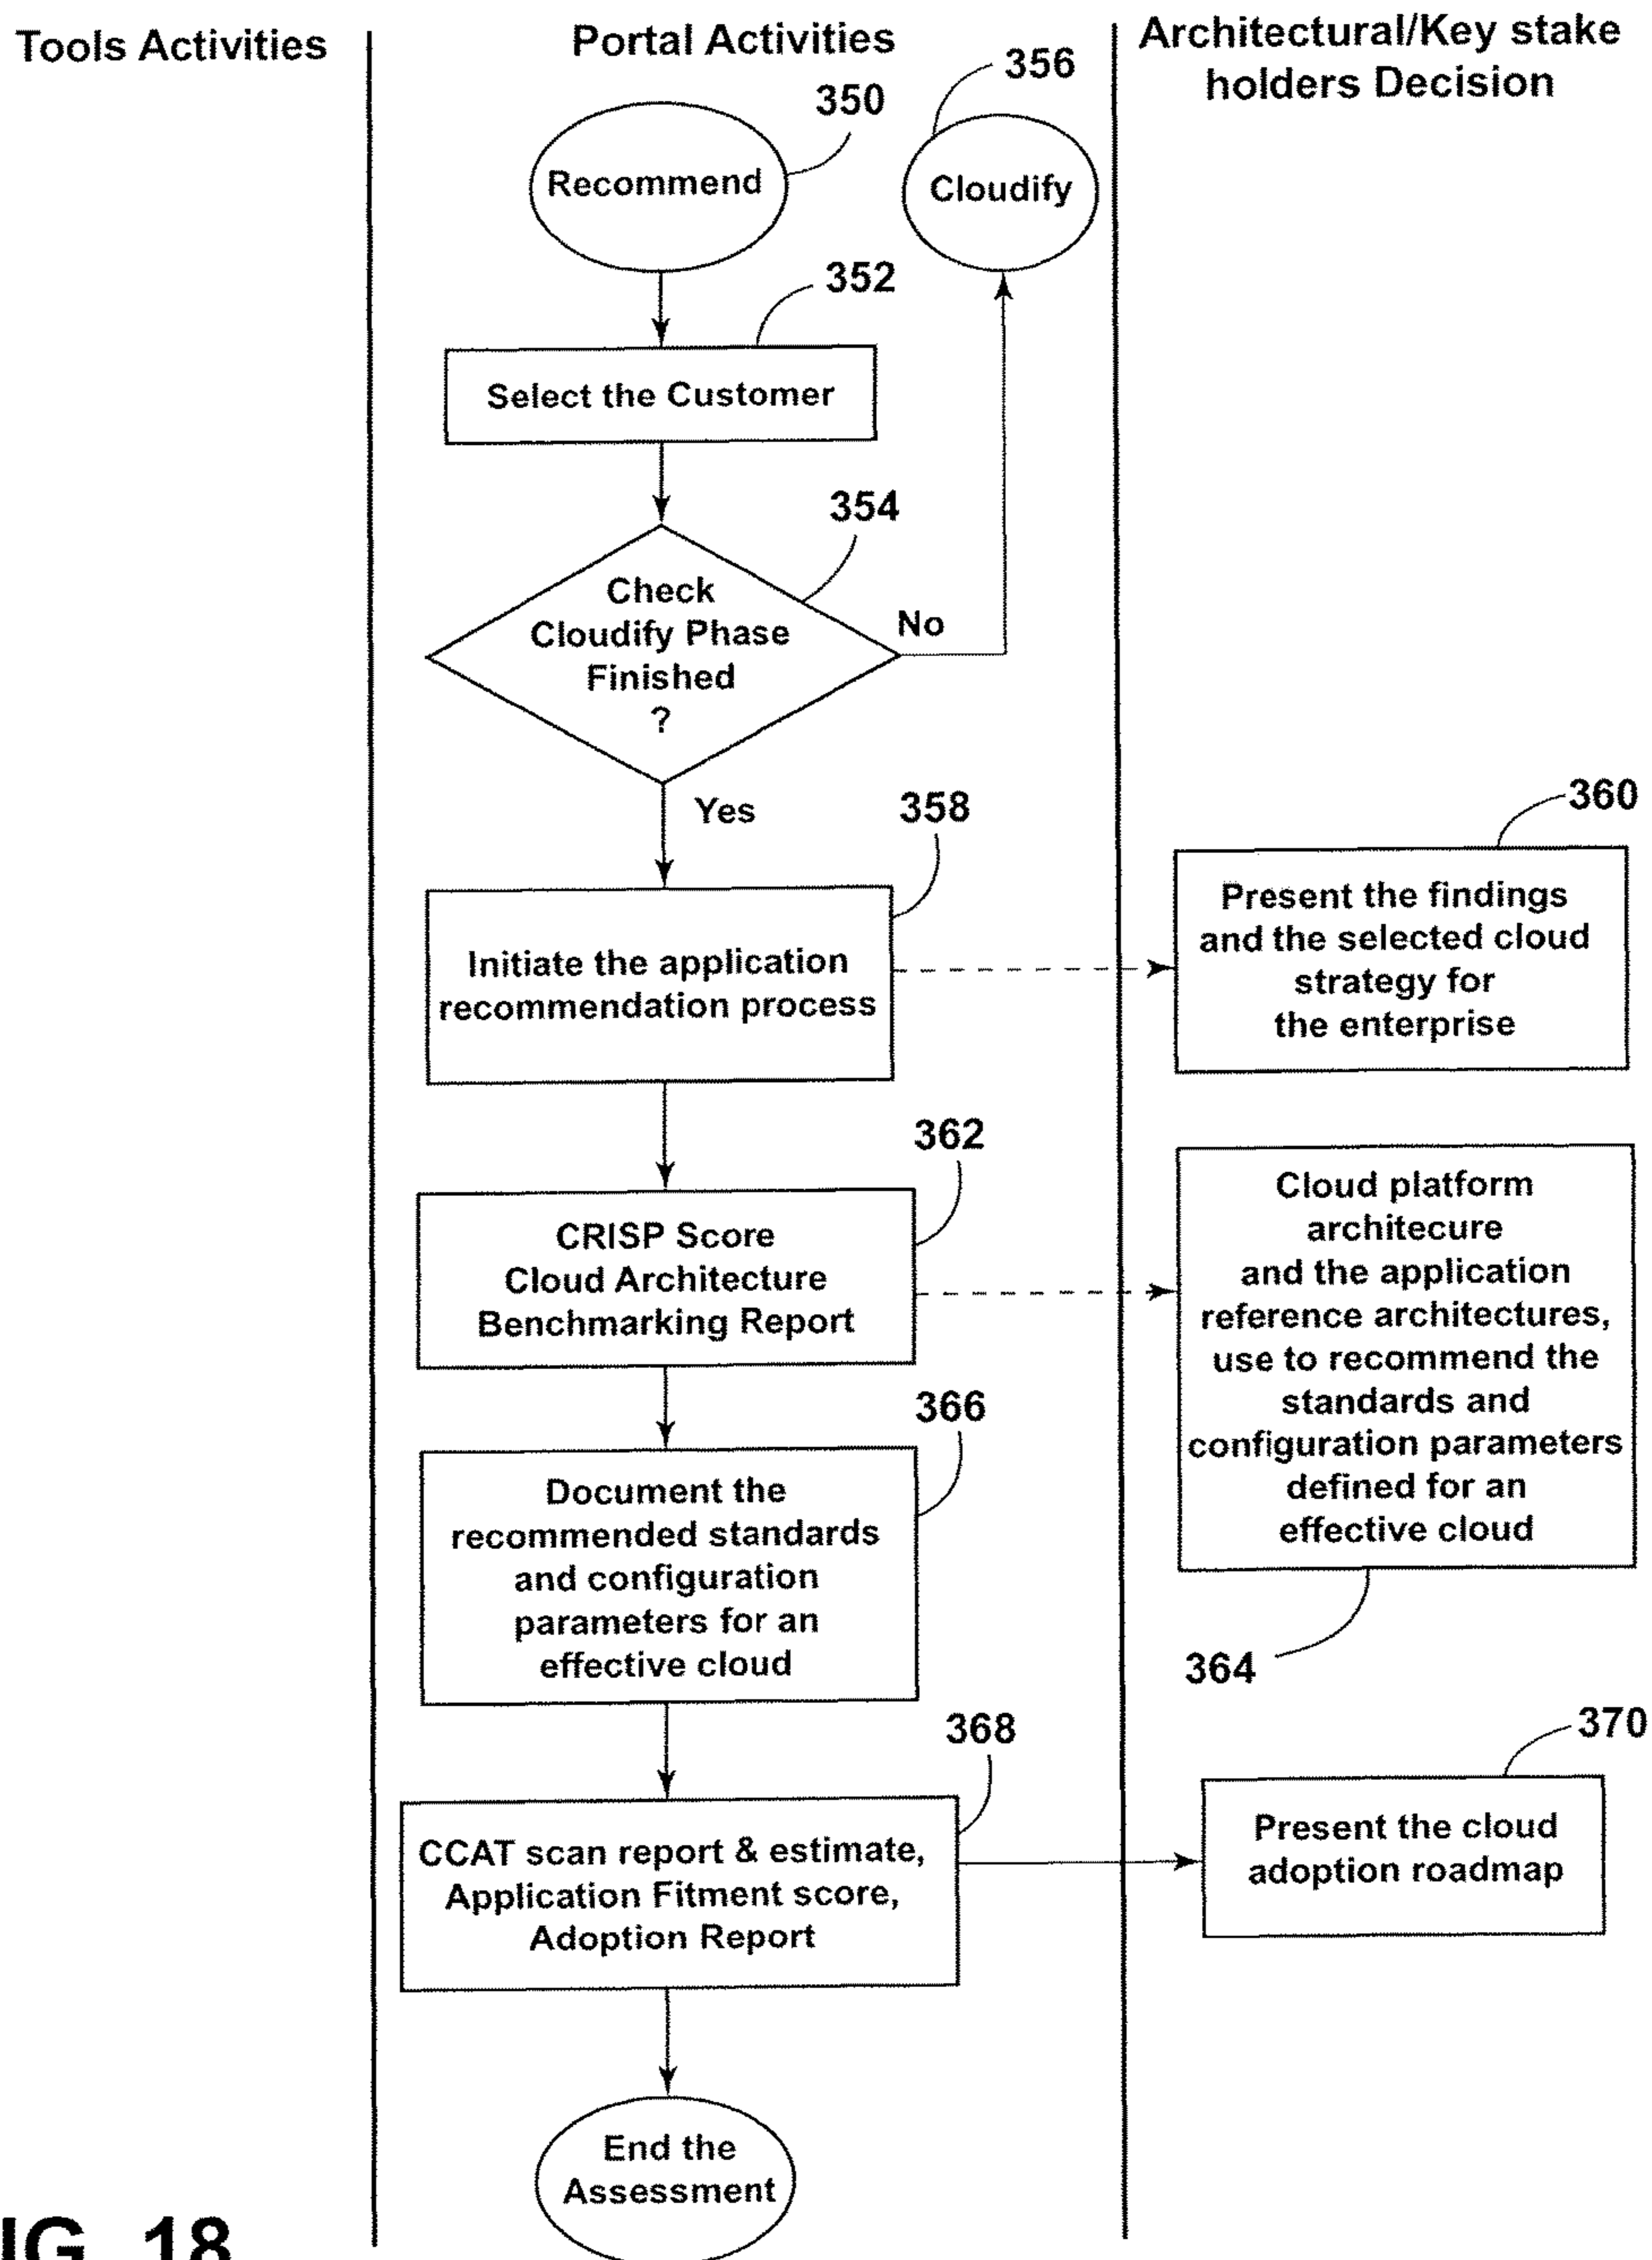 Tools Activities
Portal Activities
Architectural/Key stake
holders Decision
350
356
Recommend
Cloudify
352
Select the Customer
354
Check
Cloudify Phase
Finished
?
No
Yes
358
360
Initiate the application
recommendation process
Present the findings
and the selected cloud
strategy for
the enterprise
362
CRISP Score
Cloud Architecture
Benchmarking Report
Cloud platform
architecure
and the application
reference architectures,
use to recommend the
standards and
configuration parameters
defined for an
effective cloud
364
366
Document the
recommended standards
and configuration
parameters for an
effective cloud
368
370
CCAT scan report & estimate,
Application Fitment score,
Adoption Report
Present the cloud
adoption roadmap
End the
Assessment
IG. 18